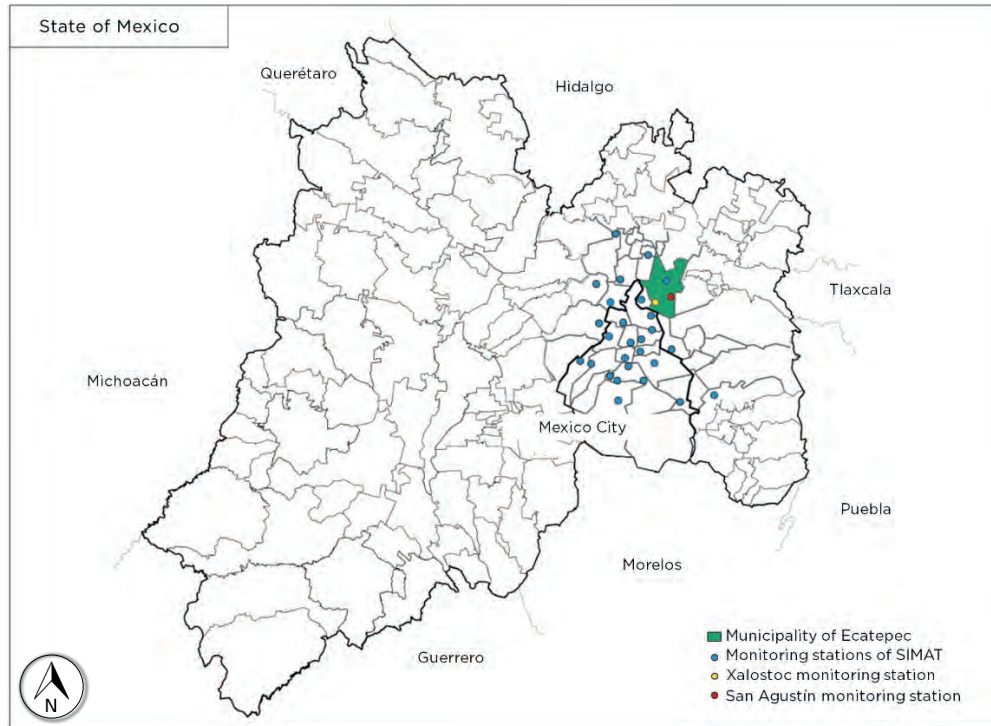 State of Mexico
Querétaro
Hidalgo
Tlaxcala
Michoacán
Mexico City
Puebla
Morelos
Guerrero
Municipality of Ecatepec
Monitoring stations of SIMAT
Xalostoc monitoring station
San Agustín monitoring station
N